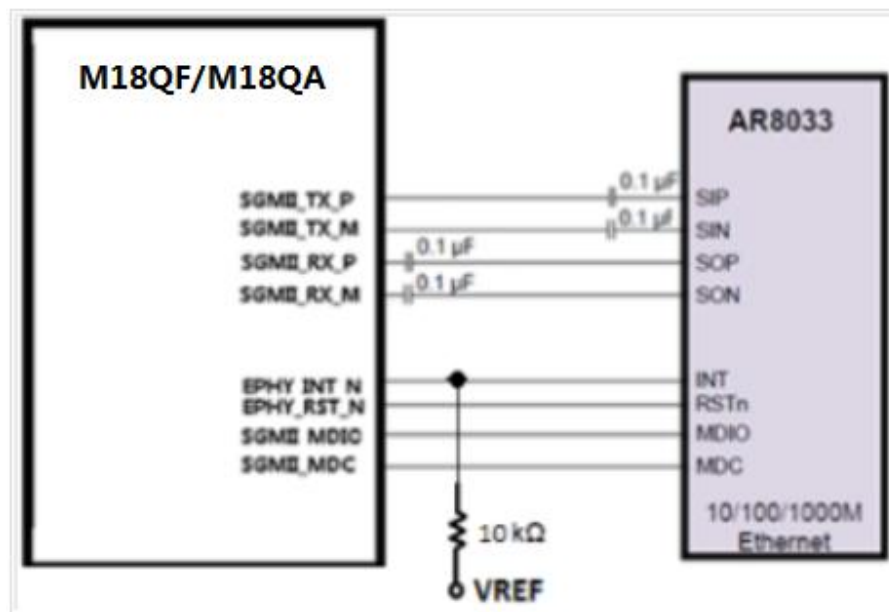 M18QF/M18QA
AR8033
SGMII_TX_P
0.1 µF
SIP
SGMII_TX_M
0.1 µF
SIN
SGMII_RX_P
0.1 µF
SOP
SGMII_RX_M
0.1 µF
SON
EPHY_INT_N
INT
EPHY_RST_N
RSTn
SGMII_MDIO
MDIO
SGMII_MDC
MDC
10/100/1000M
Ethernet
10 kΩ
VREF